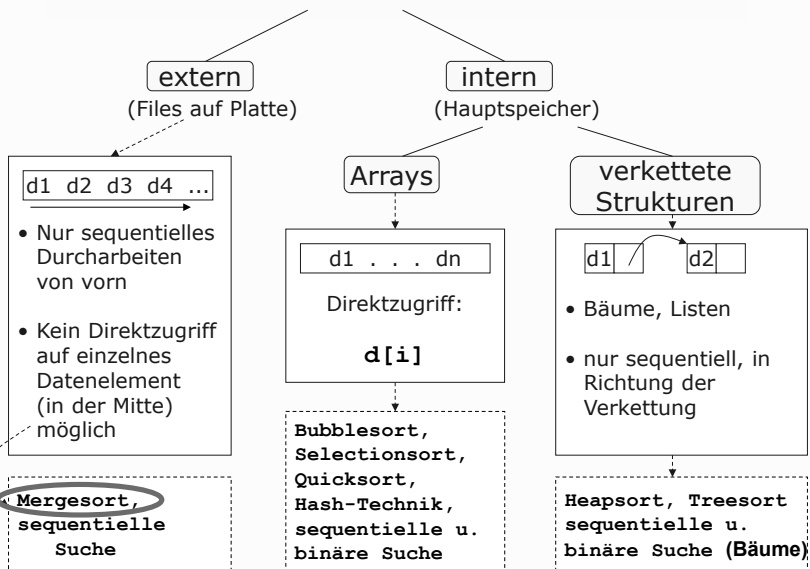 extern
(Files auf Platte)
intern
(Hauptspeicher)
d1 d2 d3 d4 ...
• Nur sequentielles
Durcharbeiten
von vorn
• Kein Direktzugriff
auf einzelnes
Datenelement
(in der Mitte)
möglich
Mergesort,
sequentielle
Suche
Arrays
d1 . . . dn
Direktzugriff:
d[i]
Bubblesort,
Selectionsort,
Quicksort,
Hash-Technik,
sequentielle u.
binäre Suche
verkettete
Strukturen
d1 d2
• Bäume, Listen
• nur sequentiell, in
Richtung der
Verkettung
Heapsort, Treesort
sequentielle u.
binäre Suche (Bäume)